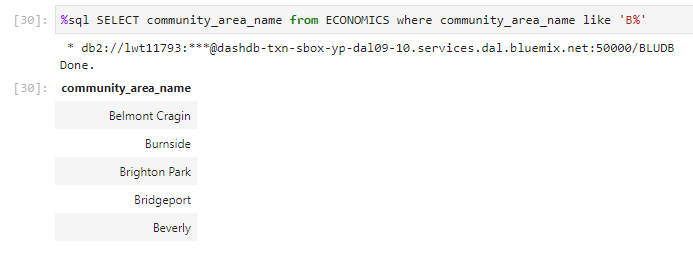 [30]: %sql SELECT community_area_name from ECONOMICS where community_area_name like 'B%'
* db2://lwt11793:***@dashdb-txn-sbox-yp-dal09-10.services.dal.bluemix.net:50000/BLUDB
Done.
[30]: community_area_name
Belmont Cragin
Burnside
Brighton Park
Bridgeport
Beverly